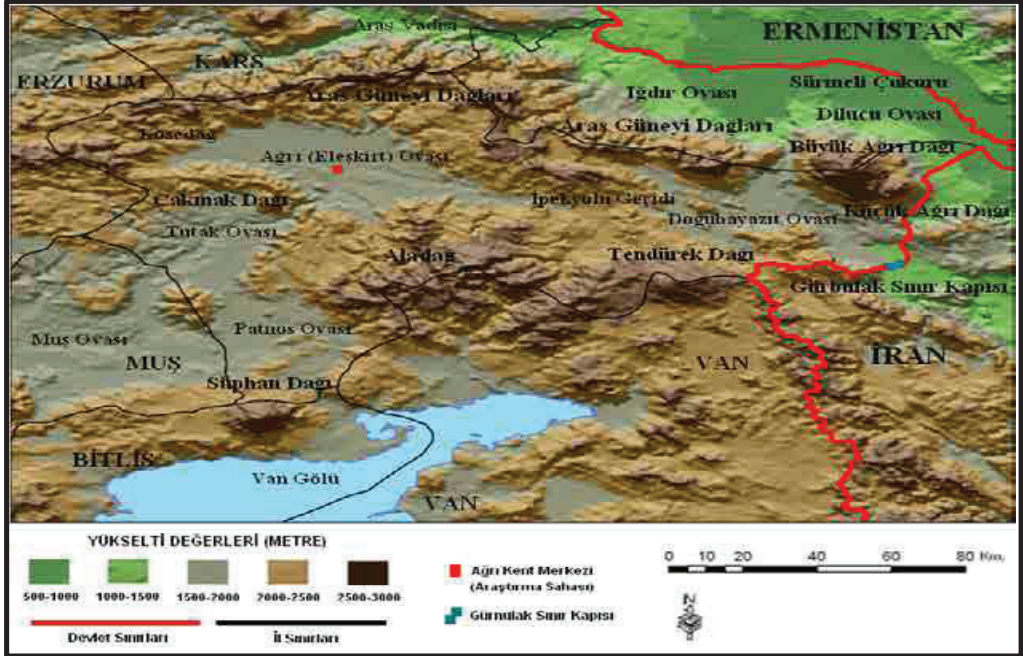 Aras Vadisi
ERMENİSTAN
KARS
ERZURUM
Sürmeli Çukuru
Aras Güneyi Dağları
Iğdır Ovası
Dilucu Ovası
Aras Güneyi Dağları
Kösedağ
Büyük Ağrı Dağı
Ağrı (Eleşkirt) Ovası
Çakmak Dağı
İpekyolu Geçidi
Küçük Ağrı Dağı
Doğubayazıt Ovası
Tutak Ovası
Aladağ
Tendürek Dağı
Gürbulak Sınır Kapısı
Patnos Ovası
Muş Ovası
MUŞ
VAN
İRAN
Süphan Dağı
BİTLİS
Van Gölü
VAN
YÜKSELTİ DEĞERLERİ (METRE)
500-1000 1000-1500 1500-2000 2000-2500 2500-3000
Devlet Sınırları
İl Sınırları
Ağrı Kent Merkezi
(Araştırma Sahası)
Gürnulak Sınır Kapısı
0 10 20 40 60 80 Km.
N